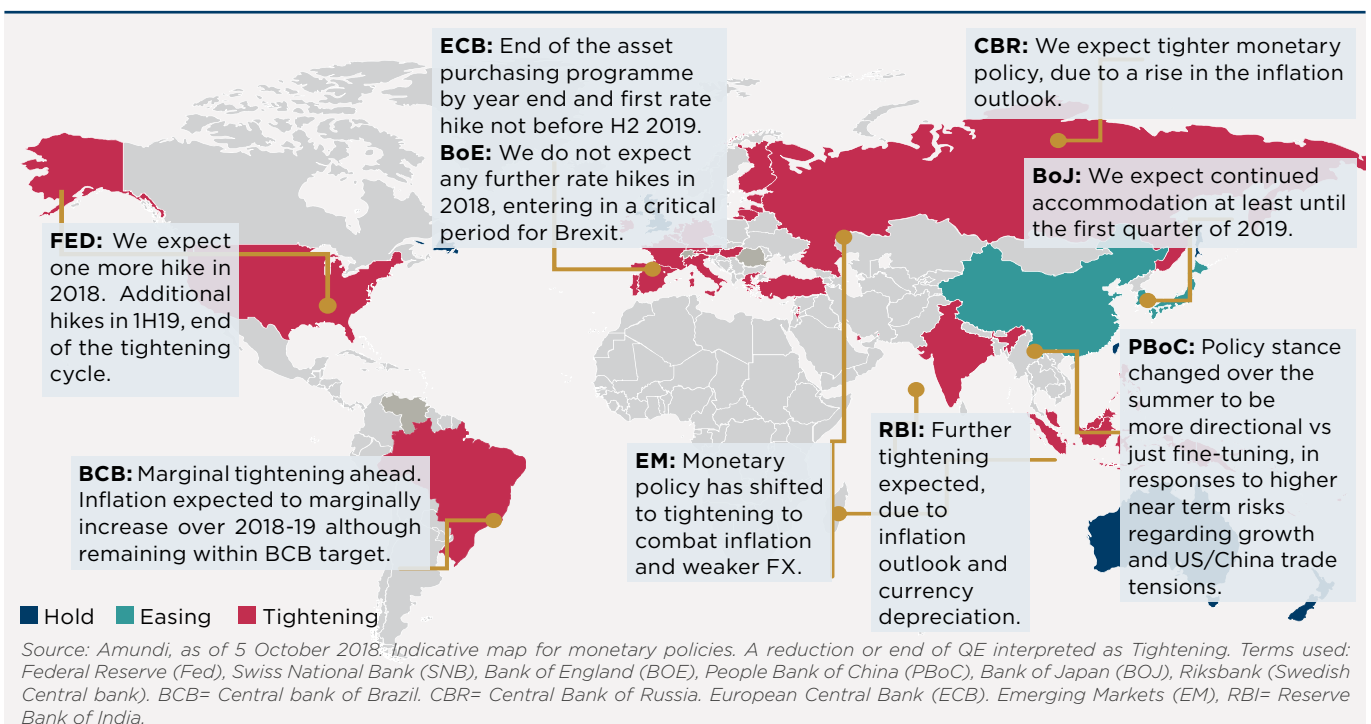 ECB: End of the asset
purchasing programme
by year end and first rate
hike not before H2 2019.
BoE: We do not expect
any further rate hikes in
2018, entering in a critical
period for Brexit.
CBR: We expect tighter monetary
policy, due to a rise in the inflation
outlook.
BoJ: We expect continued
accommodation at least until
the first quarter of 2019.
FED: We expect
one more hike in
2018. Additional
hikes in 1H19, end
of the tightening
cycle.
PBoC: Policy stance
changed over the
summer to be
more directional vs
just fine-tuning, in
responses to higher
near term risks
regarding growth
and US/China trade
tensions.
RBI: Further
tightening
expected,
due to
inflation
outlook and
currency
depreciation.
EM: Monetary
policy has shifted
to tightening to
combat inflation
and weaker FX.
BCB: Marginal tightening ahead.
Inflation expected to marginally
increase over 2018-19 although
remaining within BCB target.
Hold Easing Tightening
Source: Amundi, as of 5 October 2018. Indicative map for monetary policies. A reduction or end of QE interpreted as Tightening. Terms used:
Federal Reserve (Fed), Swiss National Bank (SNB), Bank of England (BOE), People Bank of China (PBoC), Bank of Japan (BOJ), Riksbank (Swedish
Central bank). BCB= Central bank of Brazil. CBR= Central Bank of Russia. European Central Bank (ECB). Emerging Markets (EM), RBI= Reserve
Bank of India.